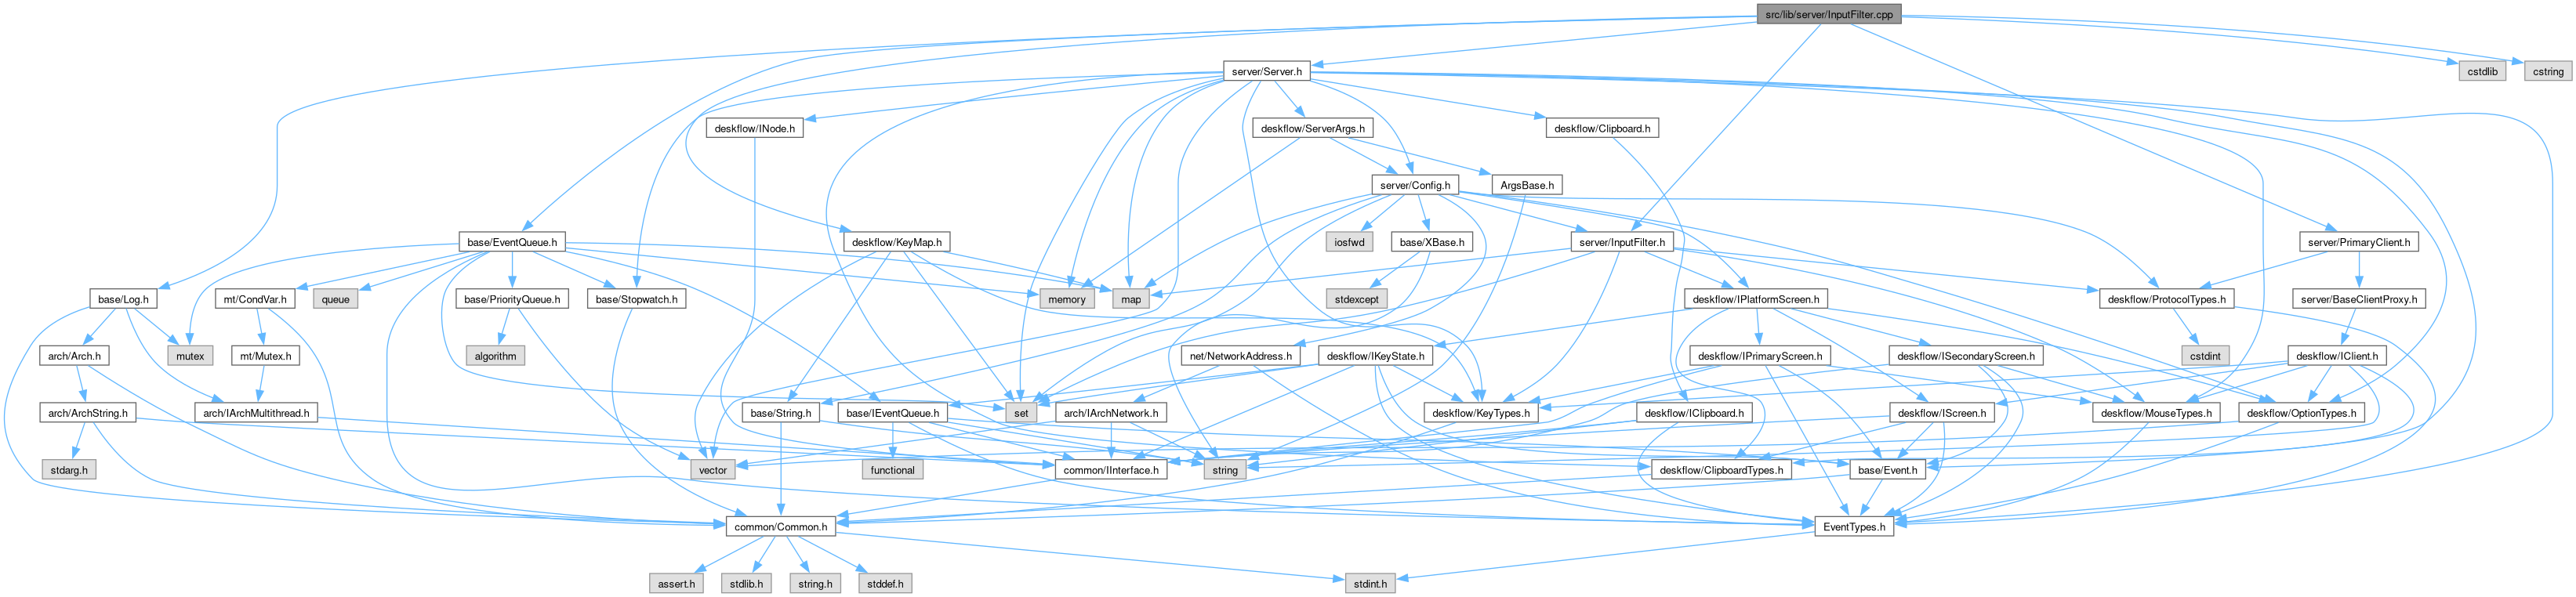 src/lib/server/InputFilter.cpp
server/Server.h
cstdlib
cstring
deskflow/INode.h
deskflow/ServerArgs.h
deskflow/Clipboard.h
server/Config.h
ArgsBase.h
base/EventQueue.h
deskflow/KeyMap.h
iosfwd
base/XBase.h
server/InputFilter.h
server/PrimaryClient.h
base/Log.h
mt/CondVar.h
queue
base/PriorityQueue.h
base/Stopwatch.h
memory
map
stdexcept
deskflow/IPlatformScreen.h
deskflow/ProtocolTypes.h
server/BaseClientProxy.h
arch/Arch.h
mutex
mt/Mutex.h
algorithm
net/NetworkAddress.h
deskflow/IKeyState.h
deskflow/IPrimaryScreen.h
deskflow/ISecondaryScreen.h
cstdint
deskflow/IClient.h
arch/ArchString.h
arch/IArchMultithread.h
base/String.h
base/IEventQueue.h
set
arch/IArchNetwork.h
deskflow/KeyTypes.h
deskflow/IClipboard.h
deskflow/IScreen.h
deskflow/MouseTypes.h
deskflow/OptionTypes.h
stdarg.h
vector
functional
common/IInterface.h
string
deskflow/ClipboardTypes.h
base/Event.h
common/Common.h
EventTypes.h
assert.h
stdlib.h
string.h
stddef.h
stdint.h